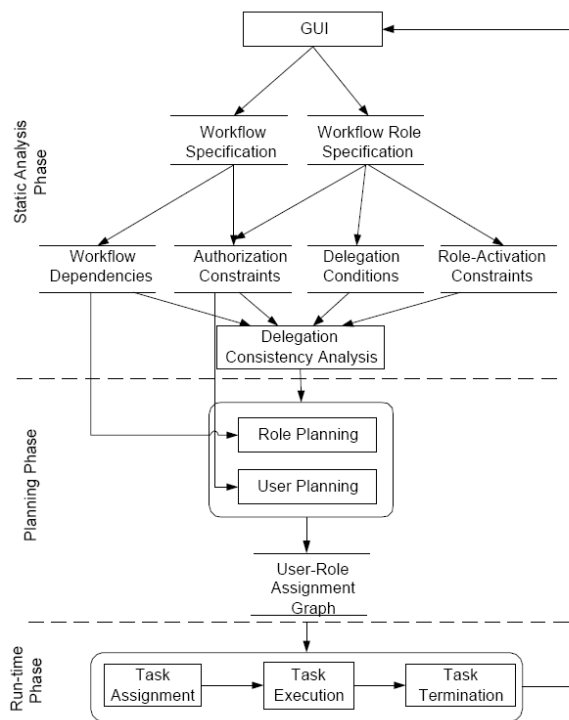 GUI
Static Analysis
Phase
Workflow
Specification
Workflow Role
Specification
Workflow
Dependencies
Authorization
Constraints
Delegation
Conditions
Role-Activation
Constraints
Delegation
Consistency Analysis
Planning Phase
Role Planning
User Planning
User-Role
Assignment
Graph
Run-time
Phase
Task
Assignment
Task
Execution
Task
Termination